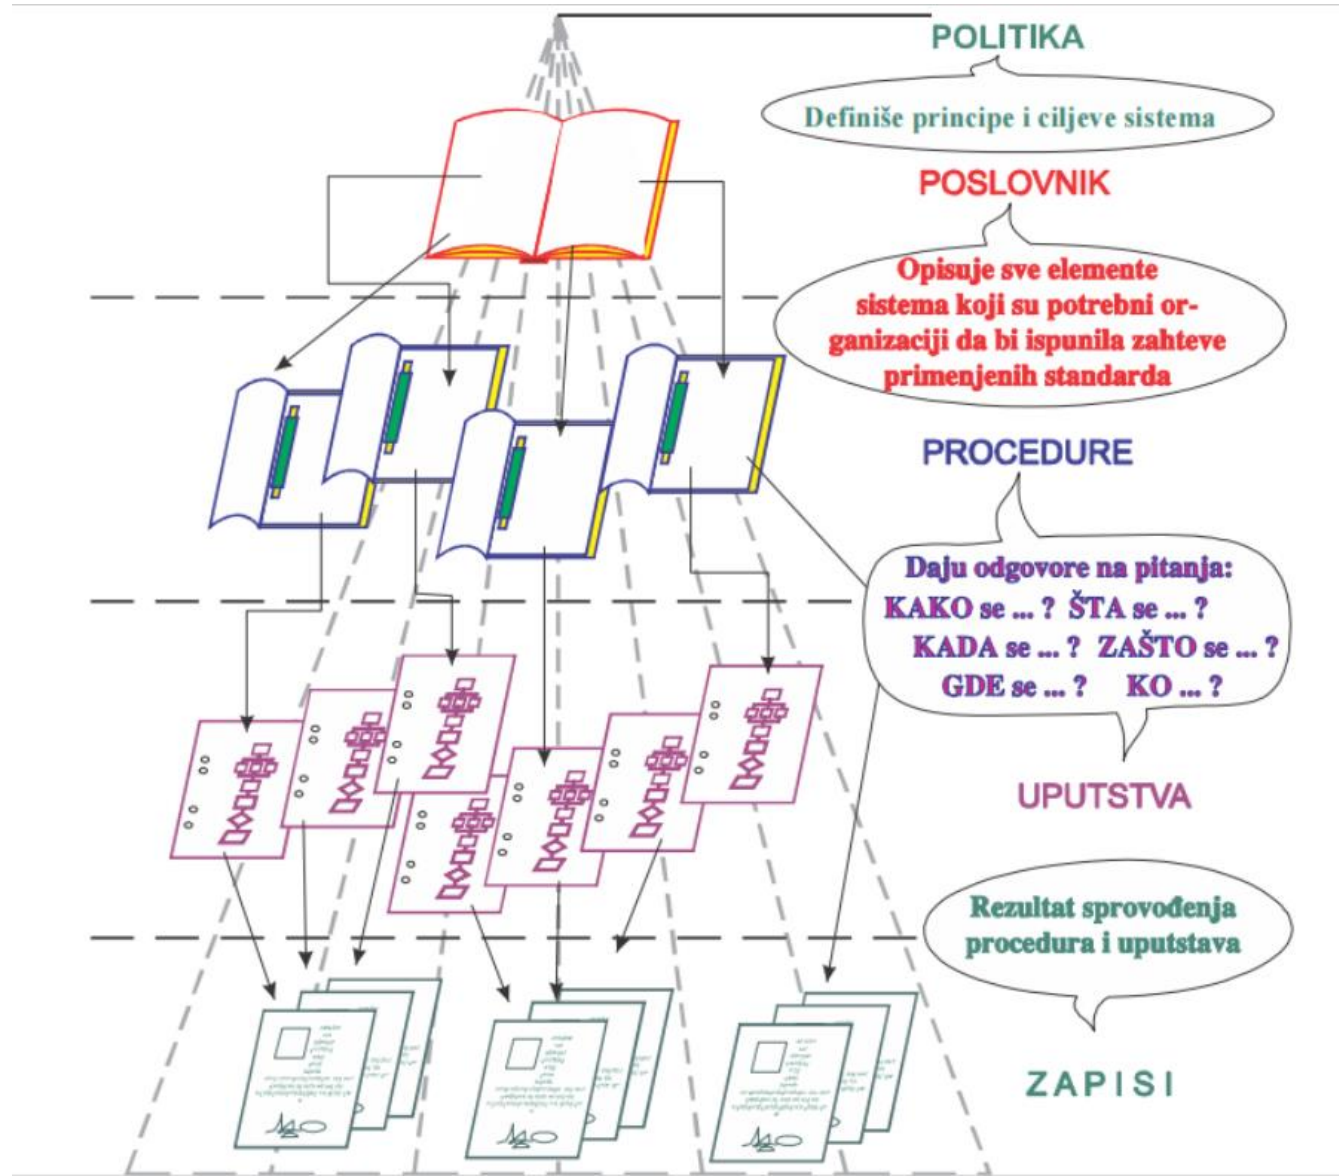 POLITIKA
Definiše principe i ciljeve sistema
POSLOVNIK
Opisuje sve elemente
sistema koji su potrebni or-
ganizaciji da bi ispunila zahteve
primenjenih standarda
PROCEDURE
Daju odgovore na pitanja:
KAKO se ... ? ŠTA se ... ?
KADA se ... ? ZAŠTO se ... ?
GDE se ... ? KO ... ?
UPUTSTVA
Rezultat sprovođenja
procedura i uputstava
ZAPISI